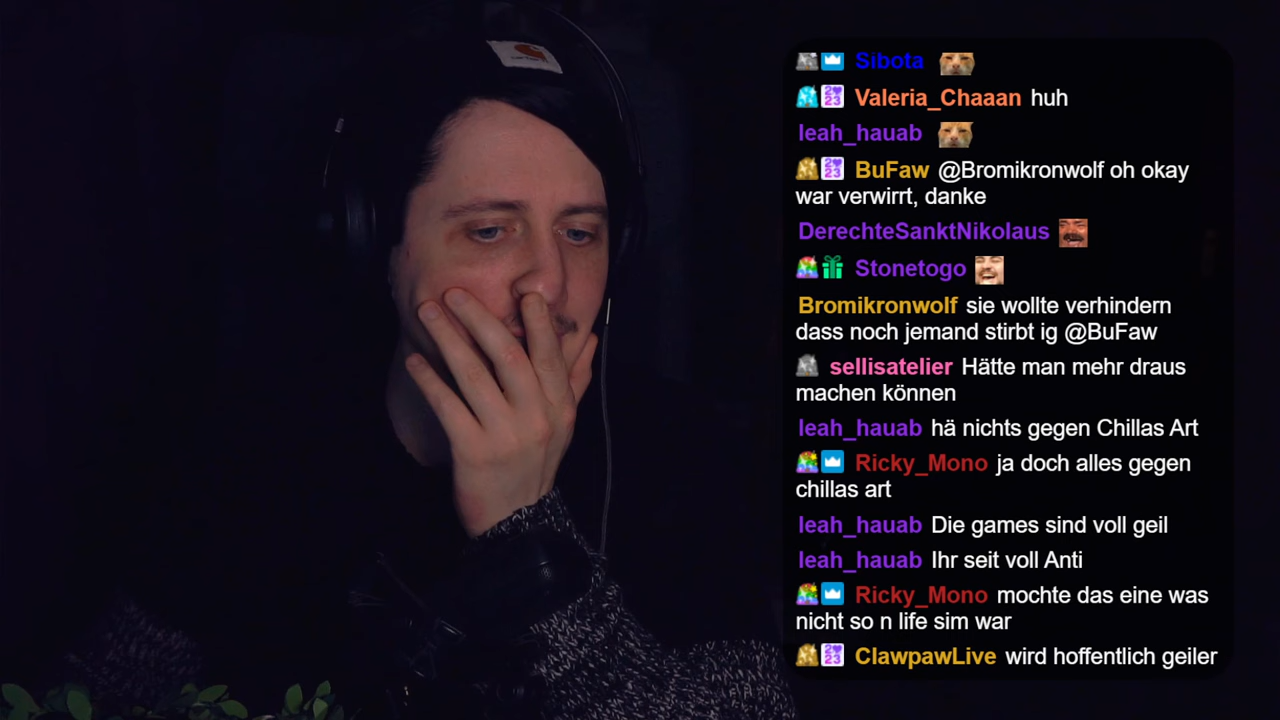 Sibota
Valeria_Chaaan huh
leah_hauab
BuFaw @Bromikronwolf oh okay
war verwirrt, danke
DerechteSanktNikolaus
Stonetogo
Bromikronwolf sie wollte verhindern
dass noch jemand stirbt ig @BuFaw
sellisatelier Hätte man mehr draus
machen können
leah_hauab hä nichts gegen Chillas Art
Ricky_Mono ja doch alles gegen
chillas art
leah_hauab Die games sind voll geil
leah_hauab Ihr seit voll Anti
Ricky_Mono mochte das eine was
nicht so n life sim war
ClawpawLive wird hoffentlich geiler